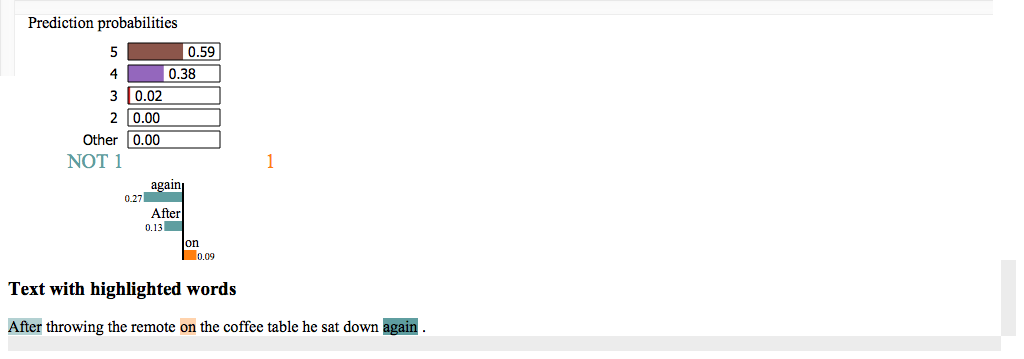 Prediction probabilities
5 0.59
4 0.38
3 0.02
2 0.00
Other 0.00
NOT 1 1
again
0.27
After
0.13
on
0.09
Text with highlighted words
After throwing the remote on the coffee table he sat down again .